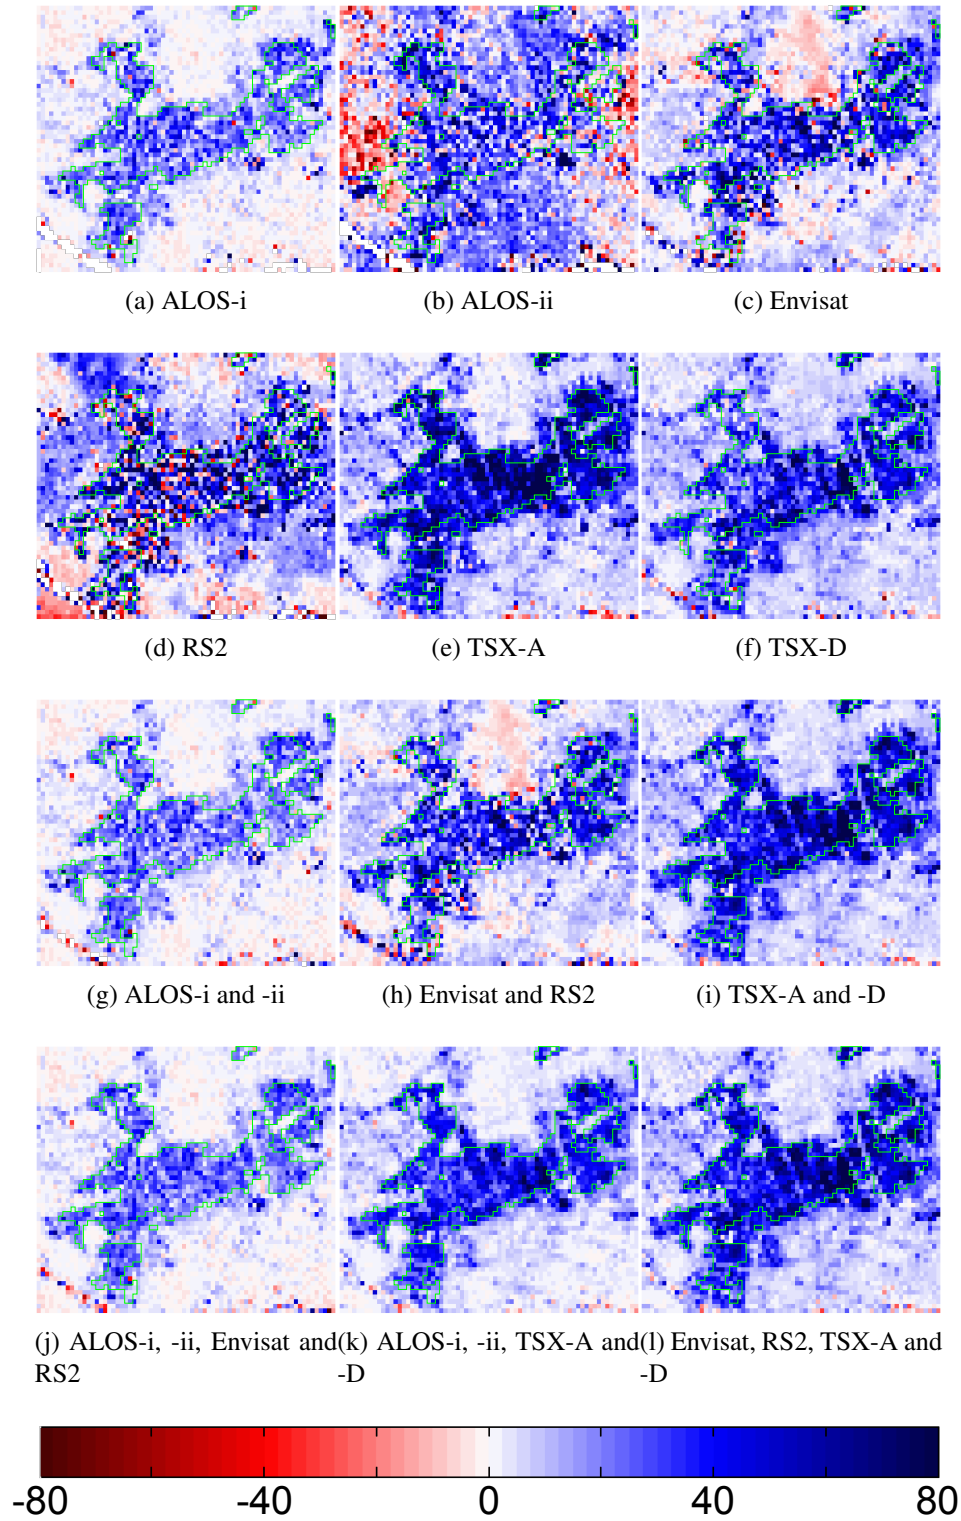 (a) ALOS-i (b) ALOS-ii (c) Envisat
(d) RS2 (e) TSX-A (f) TSX-D
(g) ALOS-i and -ii (h) Envisat and RS2 (i) TSX-A and -D
(j) ALOS-i, -ii, Envisat and
RS2
(k) ALOS-i, -ii, TSX-A and
-D
(l) Envisat, RS2, TSX-A and
-D
-80 -40 0 40 80